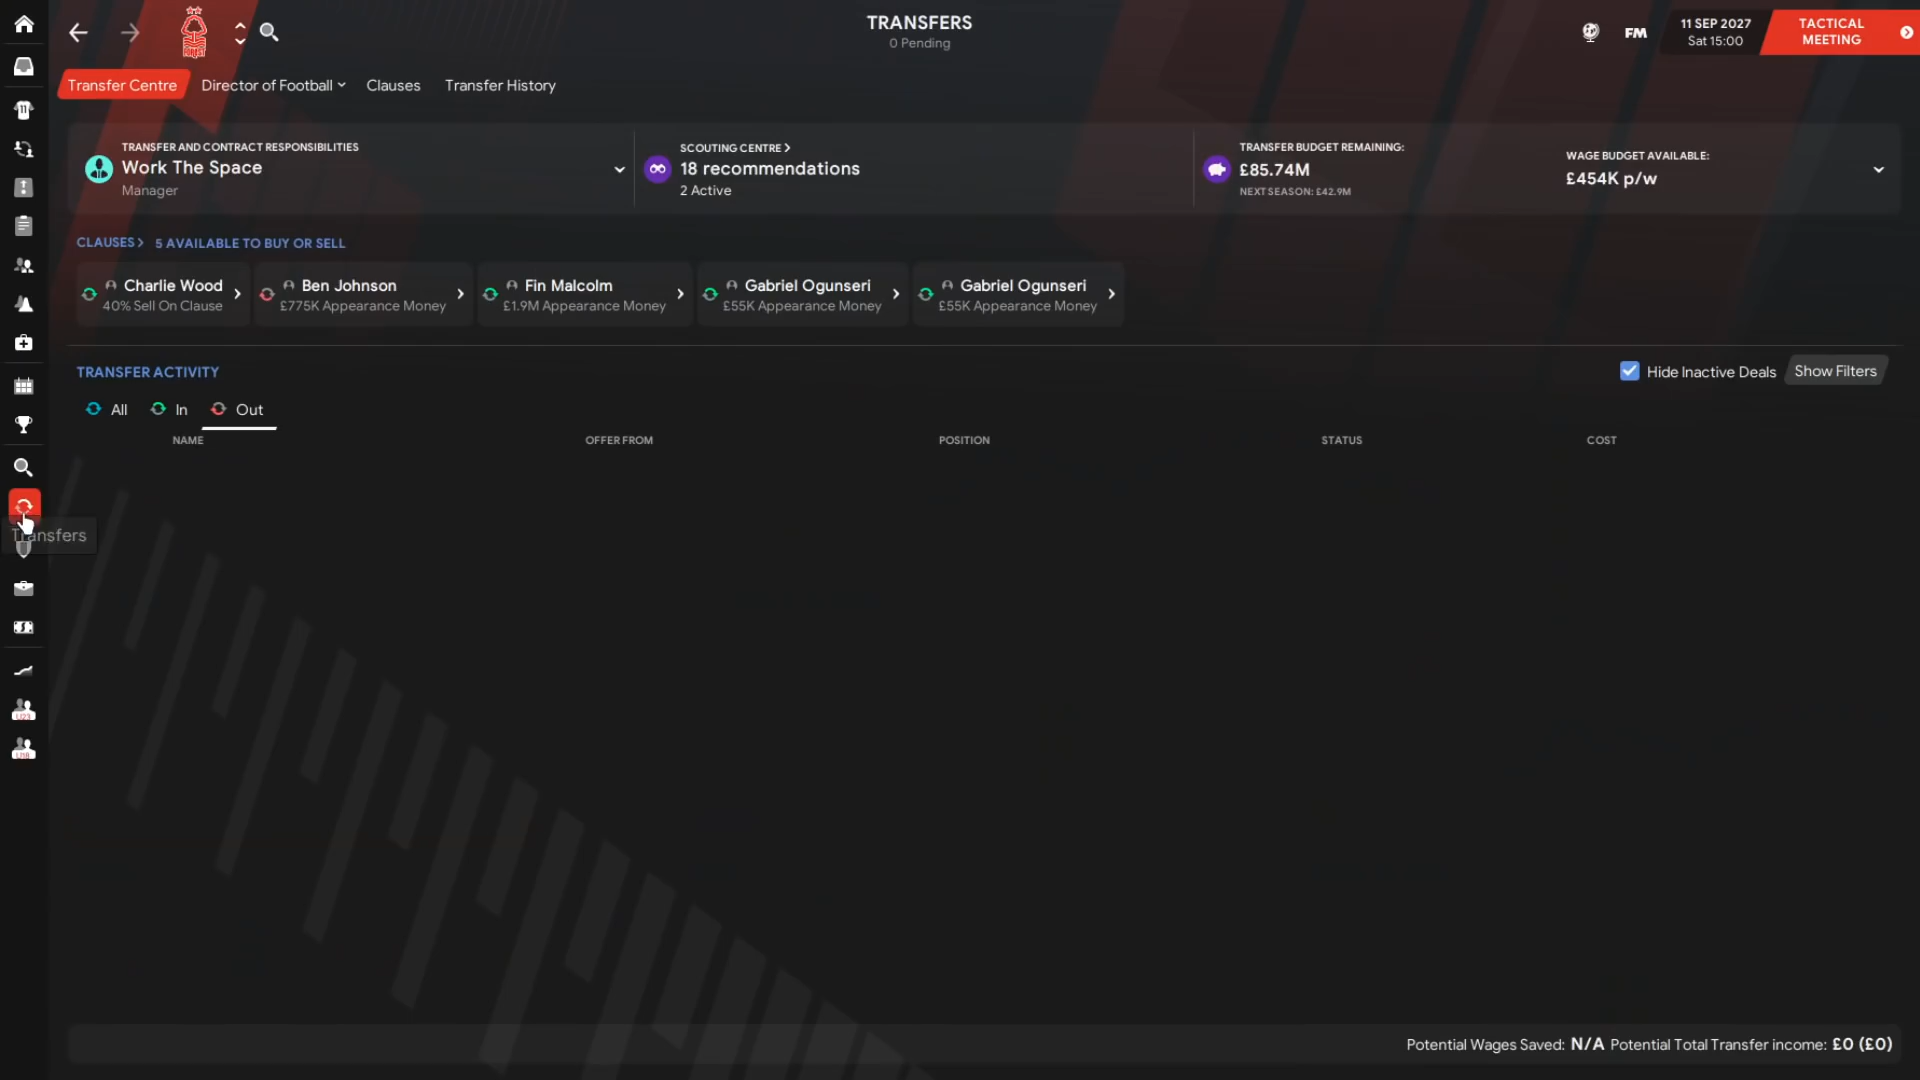 FOREST
TRANSFERS
0 Pending
FM
11 SEP 2027
Sat 15:00
TACTICAL
MEETING
Transfer Centre
Director of Football
Clauses
Transfer History
TRANSFER AND CONTRACT RESPONSIBILITIES
Work The Space
Manager
SCOUTING CENTRE >
18 recommendations
2 Active
TRANSFER BUDGET REMAINING:
£85.74M
NEXT SEASON: £42.9M
WAGE BUDGET AVAILABLE:
£454K p/w
CLAUSES > 5 AVAILABLE TO BUY OR SELL
Charlie Wood
40% Sell On Clause
Ben Johnson
£775K Appearance Money
Fin Malcolm
£1.9M Appearance Money
Gabriel Ogunseri
£55K Appearance Money
Gabriel Ogunseri
£55K Appearance Money
TRANSFER ACTIVITY
Hide Inactive Deals
Show Filters
All
In
Out
NAME
OFFER FROM
POSITION
STATUS
COST
Transfers
U23
U18
Potential Wages Saved: N/A Potential Total Transfer income: £0 (£0)